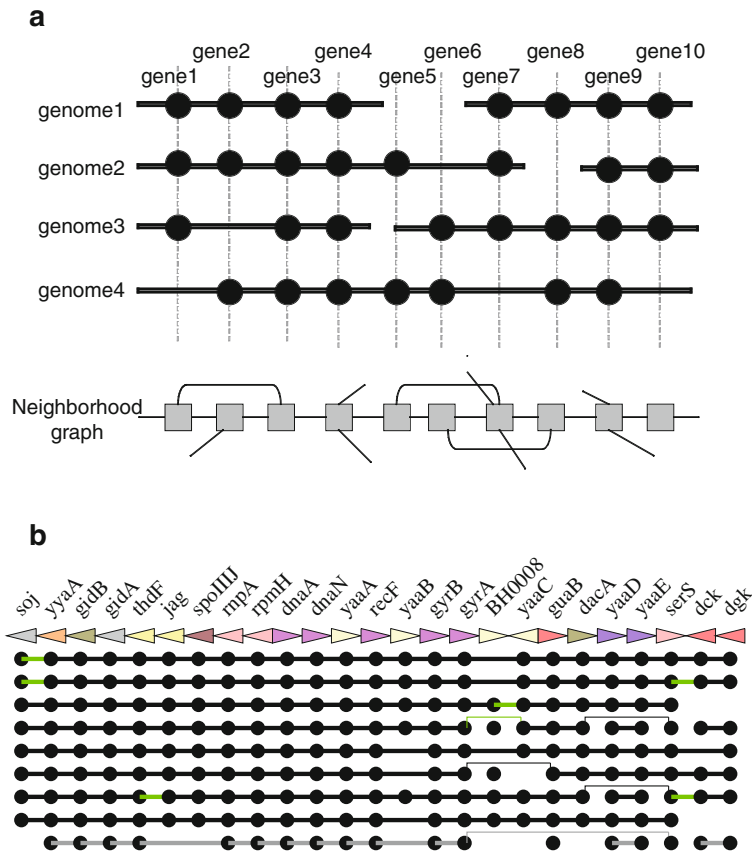 a
gene2 gene4 gene6 gene8 gene10
gene1 gene3 gene5 gene7 gene9
genome1
genome2
genome3
genome4
Neighborhood
graph
b
soj
yyaA
gidB
gidA
thdF
jag
spoIIIJ
rnpA
rpmH
dnaA
dnaN
yaaA
recF
yaaB
gyrB
gyrA
BH0008
yaaC
guaB
dacA
yaaD
yaaE
serS
dck
dgk